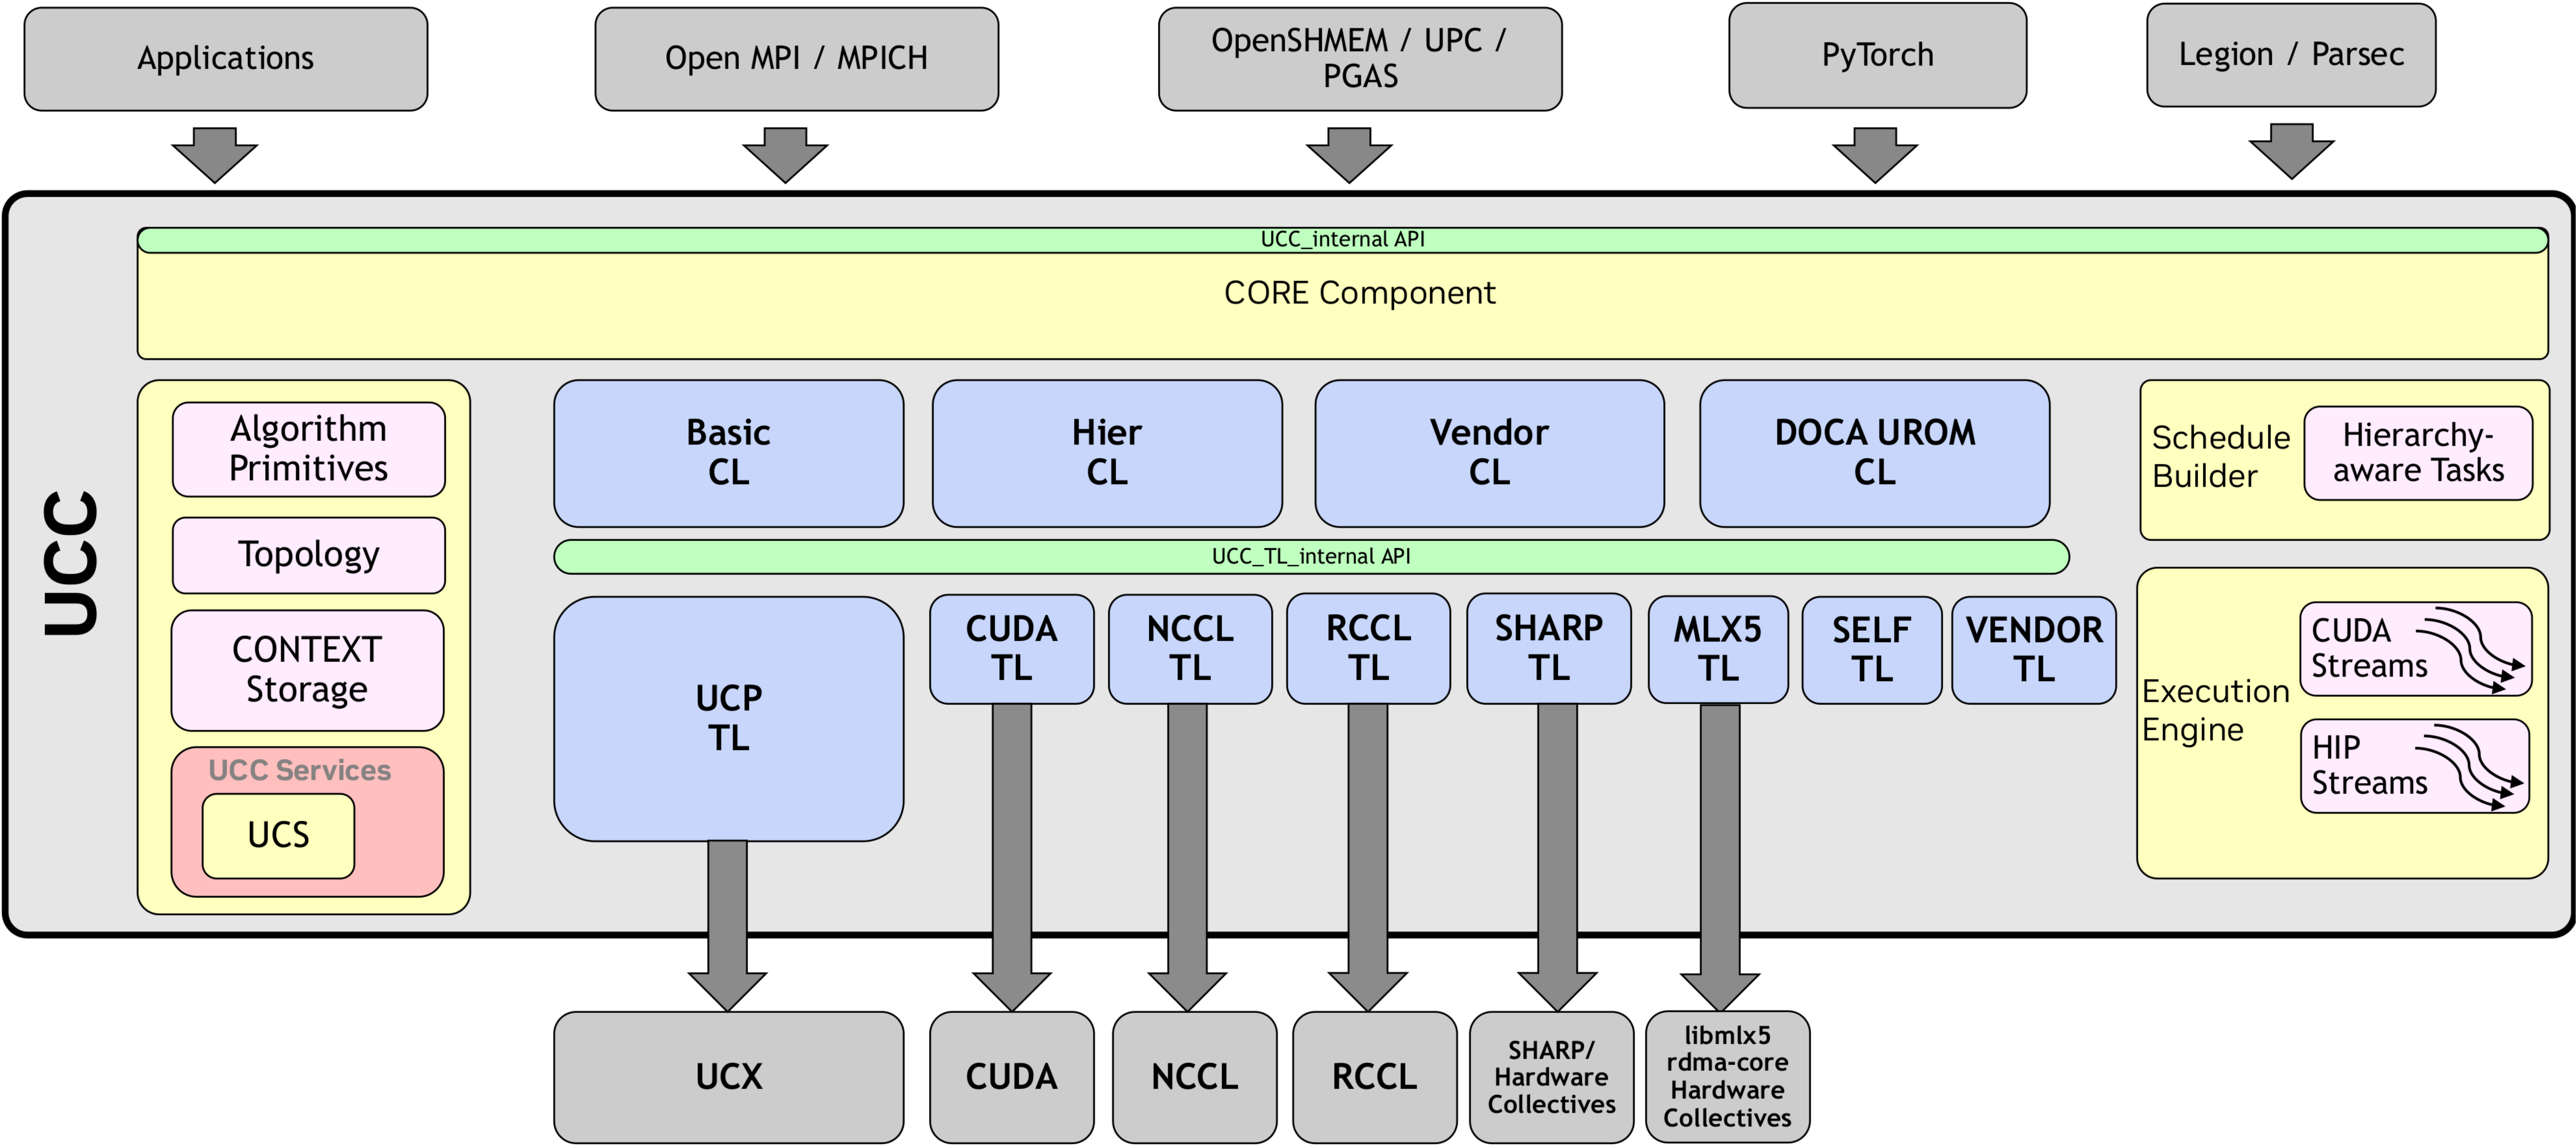 Applications
Open MPI / MPICH
OpenSHMEM / UPC /
PGAS
PyTorch
Legion / Parsec
UCC
UCC_internal API
CORE Component
Algorithm
Primitives
Topology
CONTEXT
Storage
UCC Services
UCS
Basic
CL
Hier
CL
Vendor
CL
DOCA UROM
CL
UCC_TL_internal API
UCP
TL
CUDA
TL
NCCL
TL
RCCL
TL
SHARP
TL
MLX5
TL
SELF
TL
VENDOR
TL
Schedule
Builder
Hierarchy-
aware Tasks
Execution
Engine
CUDA
Streams
HIP
Streams
UCX
CUDA
NCCL
RCCL
SHARP/
Hardware
Collectives
libmlx5
rdma-core
Hardware
Collectives